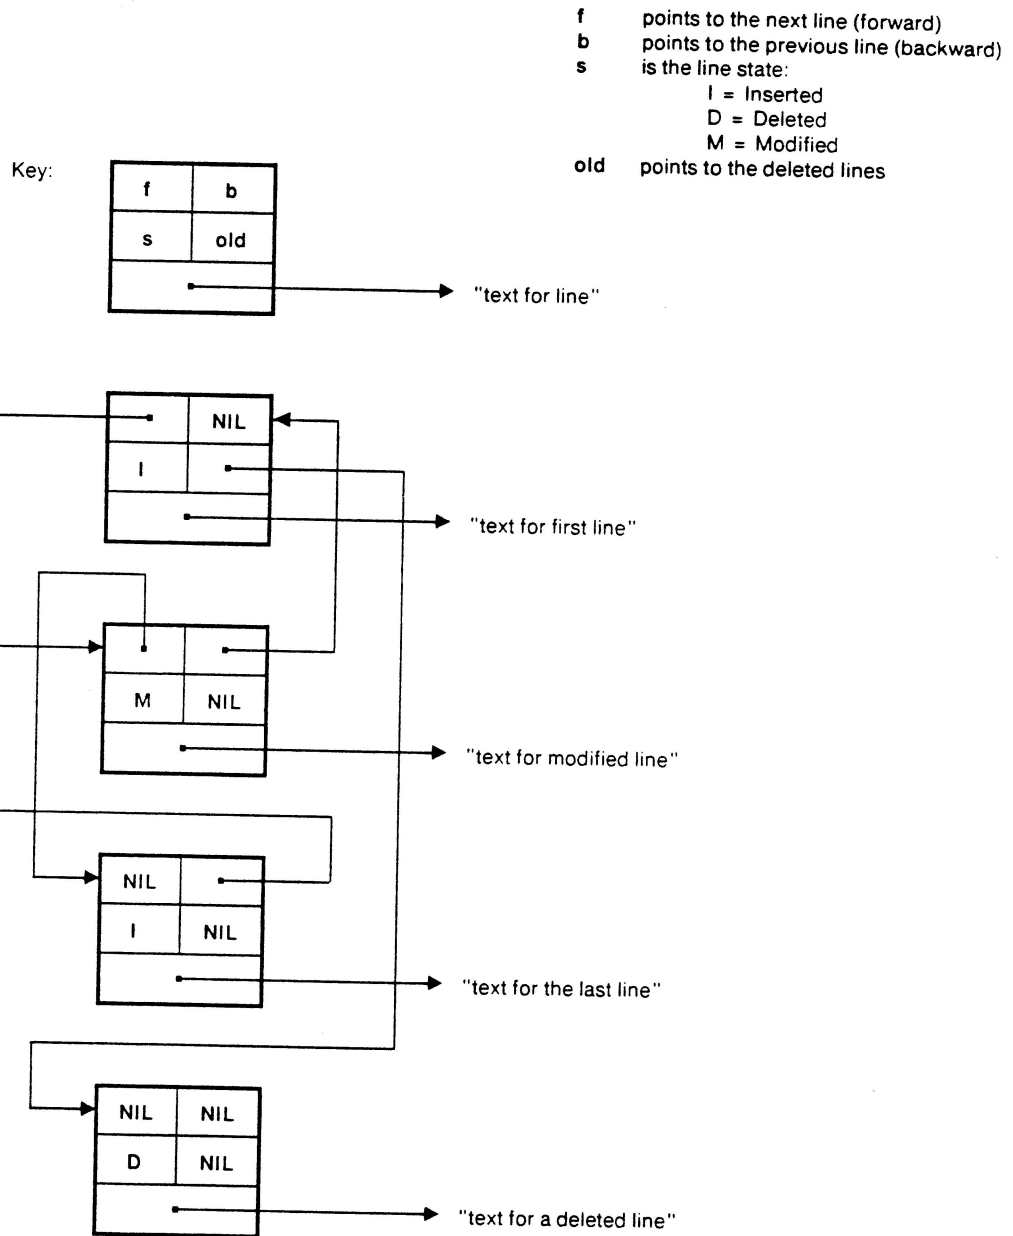 f points to the next line (forward)
b points to the previous line (backward)
s is the line state:
I = Inserted
D = Deleted
M = Modified
old points to the deleted lines
Key:
f b
s old
"text for line"
NIL
I
"text for first line"
M NIL
"text for modified line"
NIL
I NIL
"text for the last line"
NIL NIL
D NIL
"text for a deleted line"